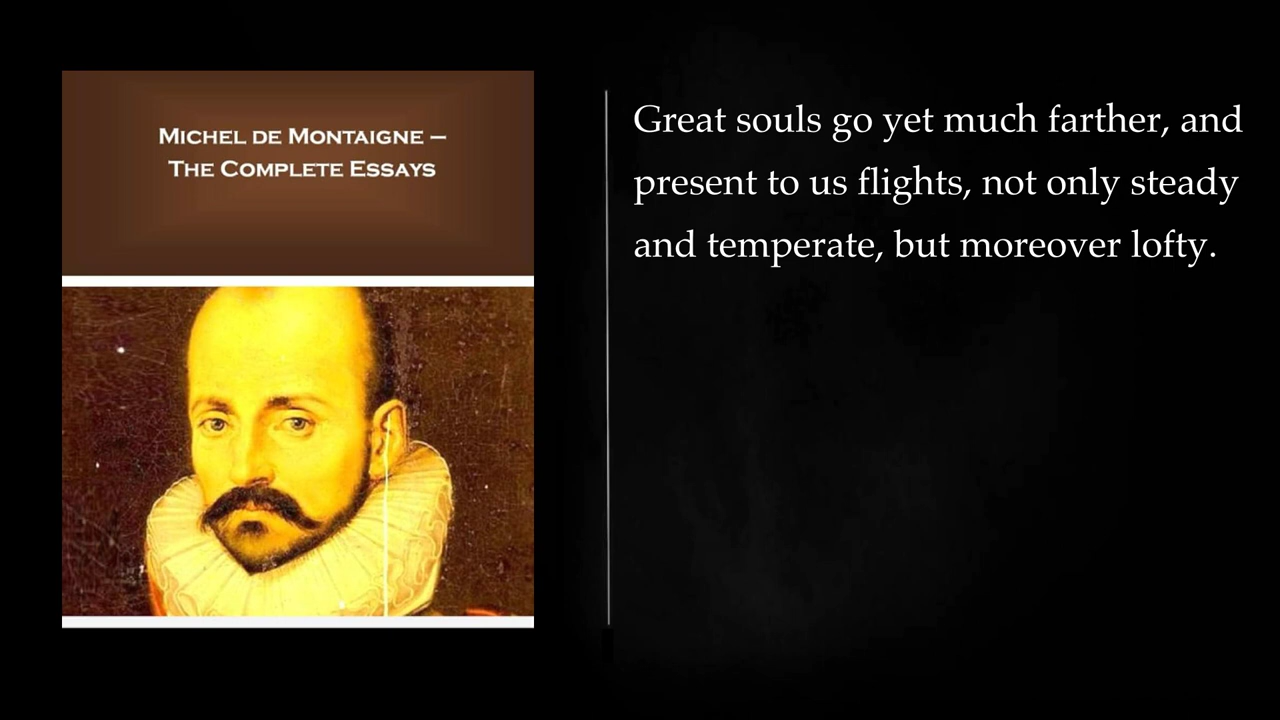 Michel de Montaigne –
The Complete Essays
Great souls go yet much farther, and
present to us flights, not only steady
and temperate, but moreover lofty.